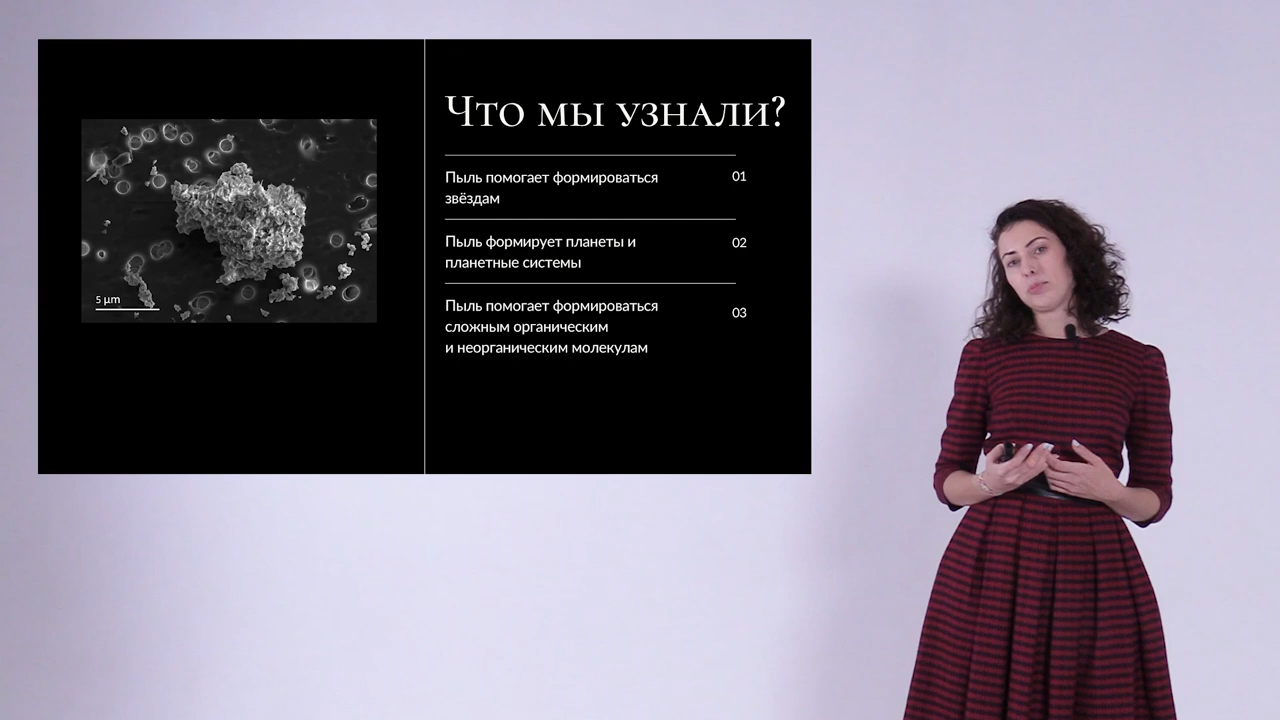 5 µm
Что мы узнали?
Пыль помогает формироваться
звёздам
01
Пыль формирует планеты и
планетные системы
02
Пыль помогает формироваться
сложным органическим
и неорганическим молекулам
03